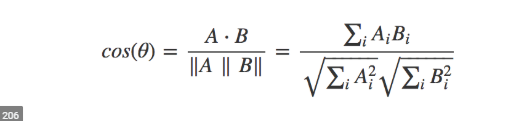 cos(θ) = A · B / ‖A ‖ B‖ = ∑ᵢ AᵢBᵢ / √∑ᵢ Aᵢ² √∑ᵢ Bᵢ²
206